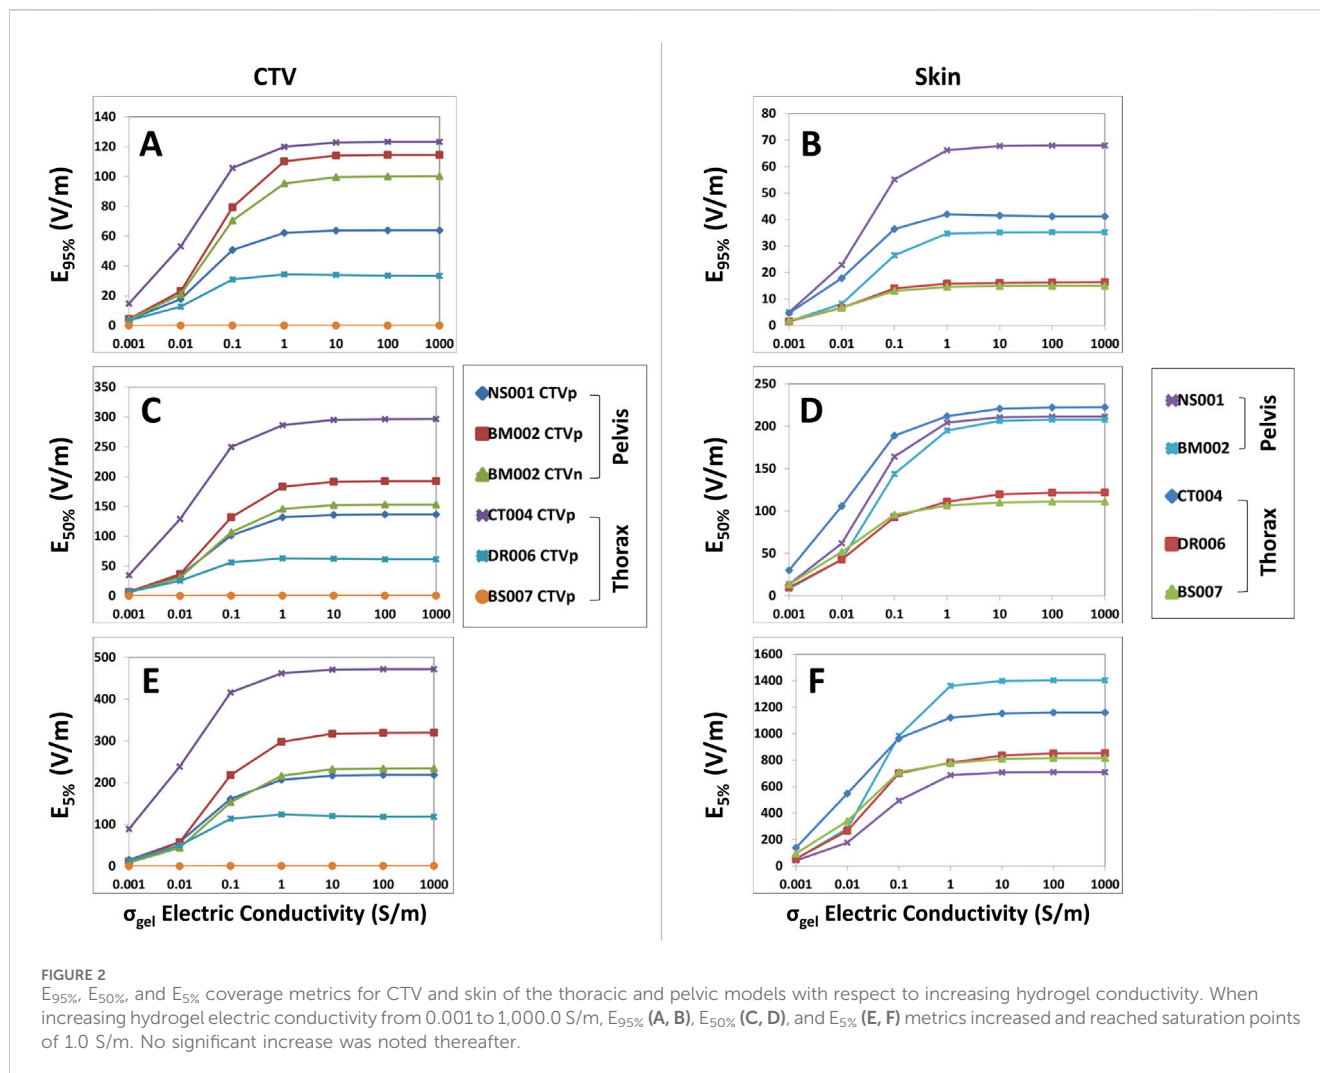 CTV
Skin
A
E95% (V/m)
140
120
100
80
60
40
20
0
0.001 0.01 0.1 1 10 100 1000
B
E95% (V/m)
80
70
60
50
40
30
20
10
0
0.001 0.01 0.1 1 10 100 1000
C
E50% (V/m)
350
300
250
200
150
100
50
0
0.001 0.01 0.1 1 10 100 1000
NS001 CTVp
BM002 CTVp
BM002 CTVn
Pelvis
CT004 CTVp
DR006 CTVp
BS007 CTVp
Thorax
D
E50% (V/m)
250
200
150
100
50
0
0.001 0.01 0.1 1 10 100 1000
NS001
BM002
Pelvis
CT004
DR006
BS007
Thorax
E
E5% (V/m)
500
400
300
200
100
0
0.001 0.01 0.1 1 10 100 1000
σgel Electric Conductivity (S/m)
F
E5% (V/m)
1600
1400
1200
1000
800
600
400
200
0
0.001 0.01 0.1 1 10 100 1000
σgel Electric Conductivity (S/m)
FIGURE 2
E95%, E50%, and E5% coverage metrics for CTV and skin of the thoracic and pelvic models with respect to increasing hydrogel conductivity. When
increasing hydrogel electric conductivity from 0.001 to 1,000.0 S/m, E95% (A, B), E50% (C, D), and E5% (E, F) metrics increased and reached saturation points
of 1.0 S/m. No significant increase was noted thereafter.